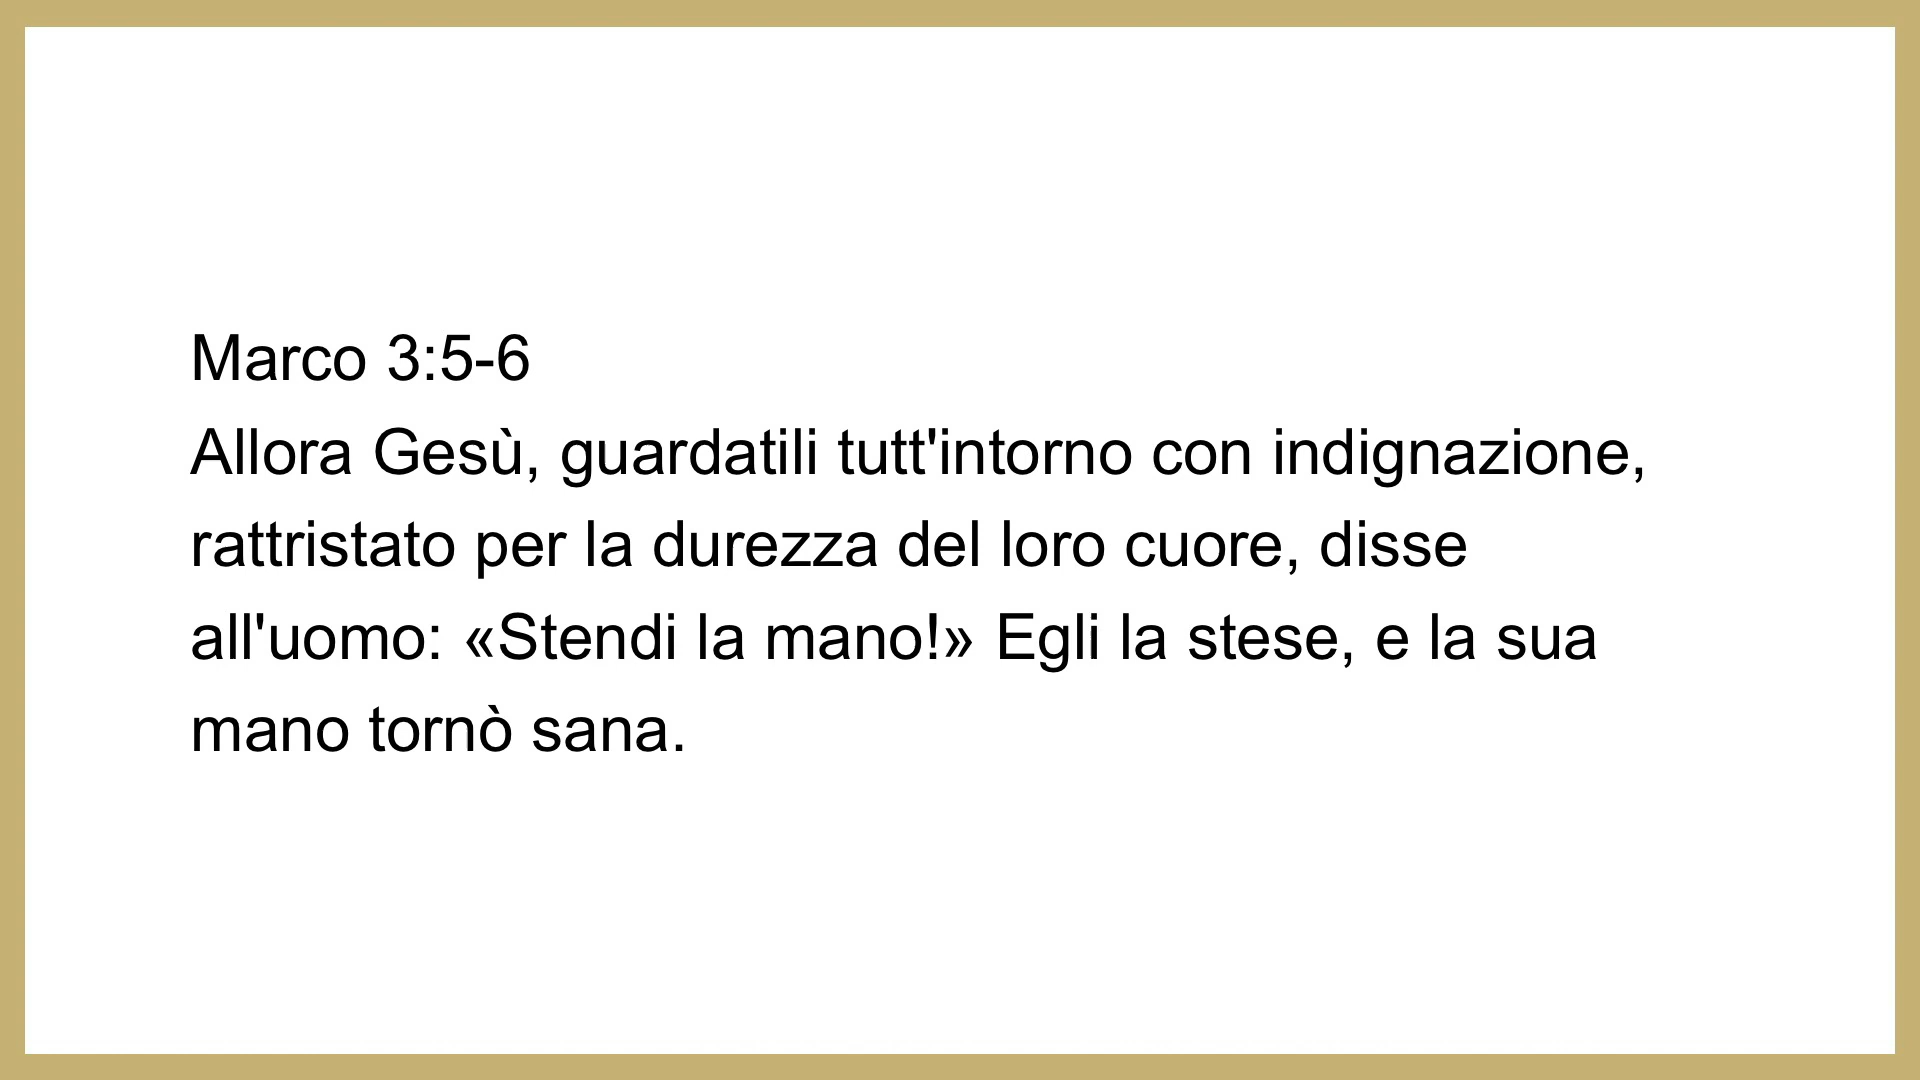 Marco 3:5-6
Allora Gesù, guardatili tutt'intorno con indignazione,
rattristato per la durezza del loro cuore, disse
all'uomo: «Stendi la mano!» Egli la stese, e la sua
mano tornò sana.